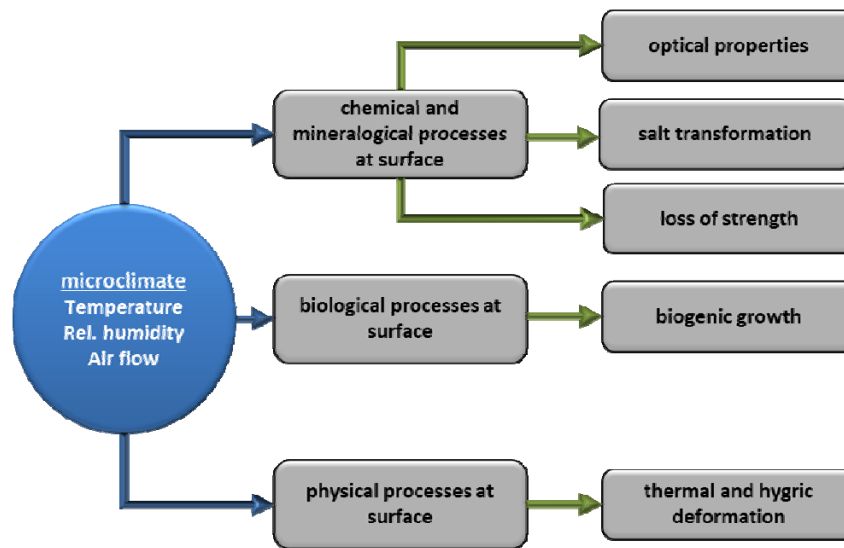 optical properties
chemical and
mineralogical processes
at surface
salt transformation
loss of strength
microclimate
Temperature
Rel. humidity
Air flow
biological processes at
surface
biogenic growth
physical processes at
surface
thermal and hygric
deformation